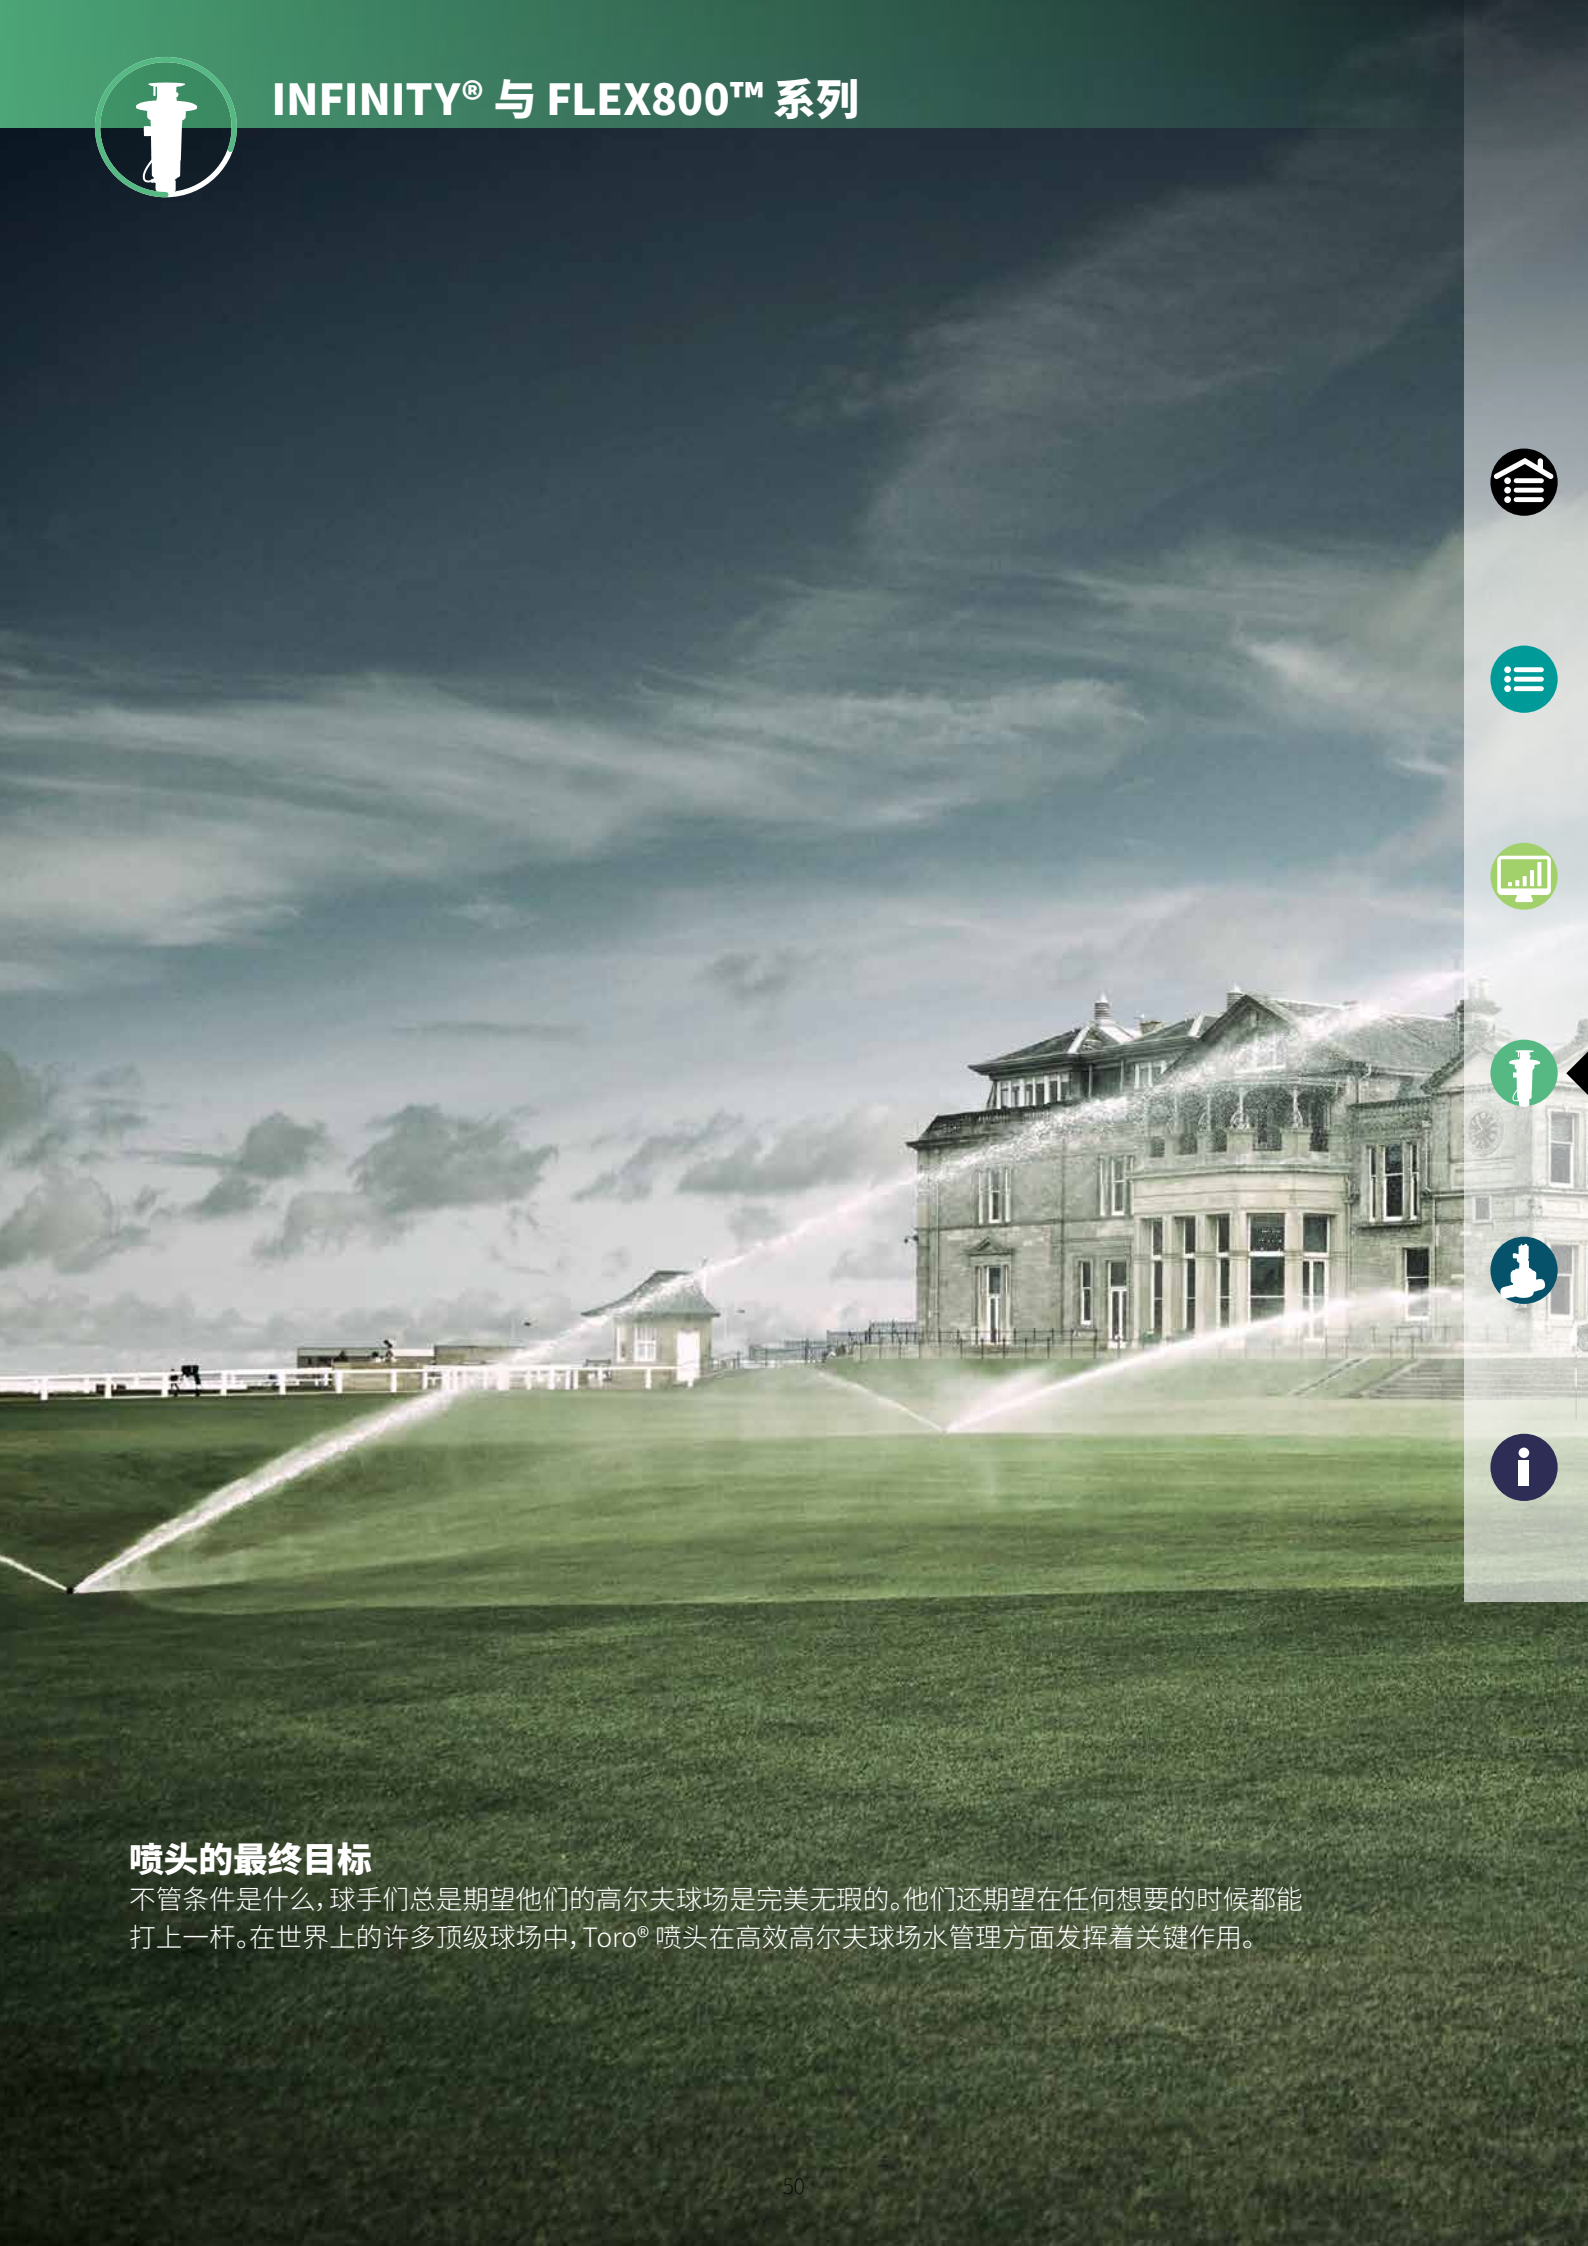 INFINITY® 与 FLEX800™ 系列
喷头的最终目标
不管条件是什么，球手们总是期望他们的高尔夫球场是完美无瑕的。他们还期望在任何想要的时候都能
打上一杆。在世界上的许多顶级球场中，Toro® 喷头在高效高尔夫球场水管理方面发挥着关键作用。
50